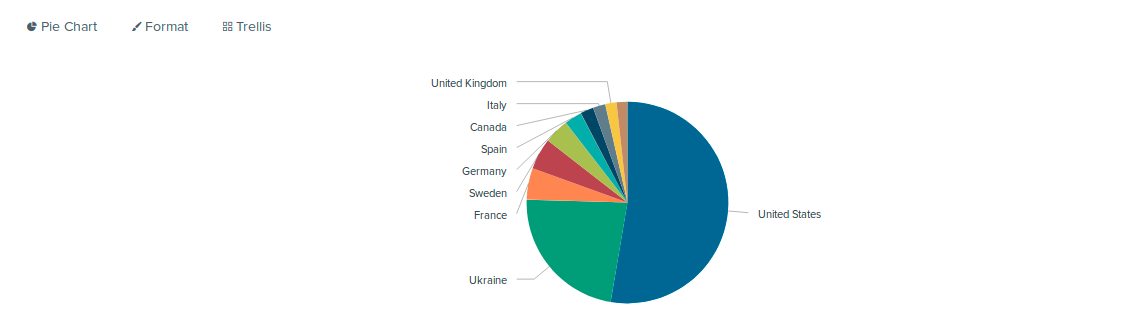 Pie Chart
Format
Trellis
United Kingdom
Italy
Canada
Spain
Germany
Sweden
France
United States
Ukraine